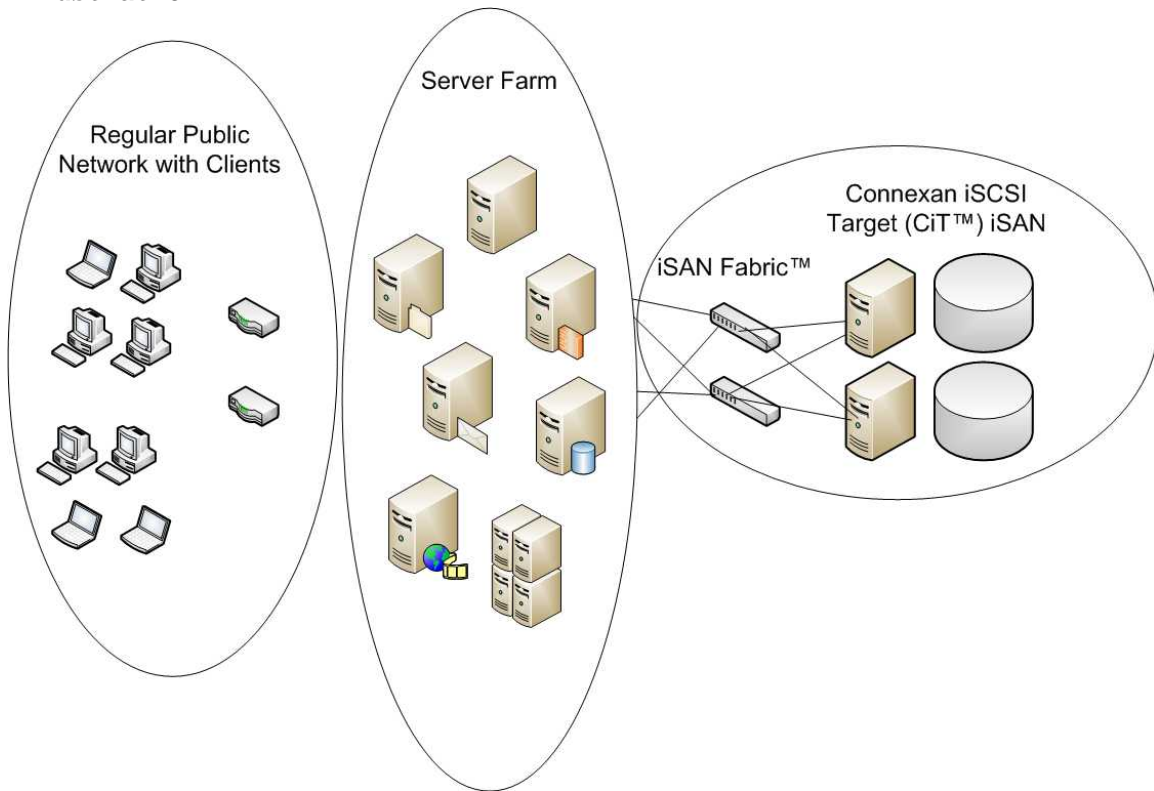 Regular Public
Network with Clients
Server Farm
Connexan iSCSI
Target (CiT™) iSAN
iSAN Fabric™